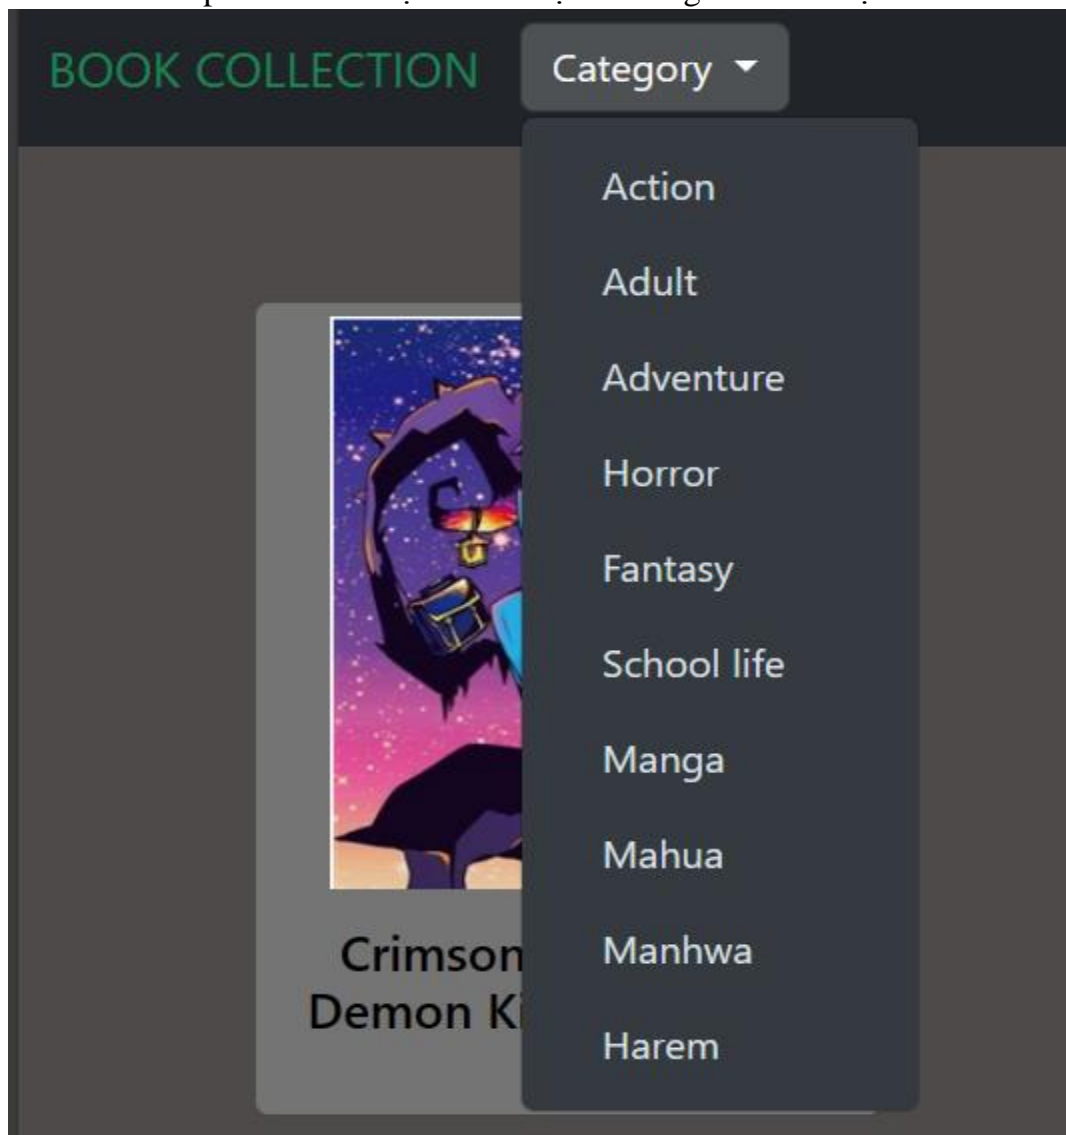 BOOK COLLECTION Category
Action
Adult
Adventure
Horror
Fantasy
School life
Manga
Mahua
Manhwa
Harem
Crimson
Demon Ki